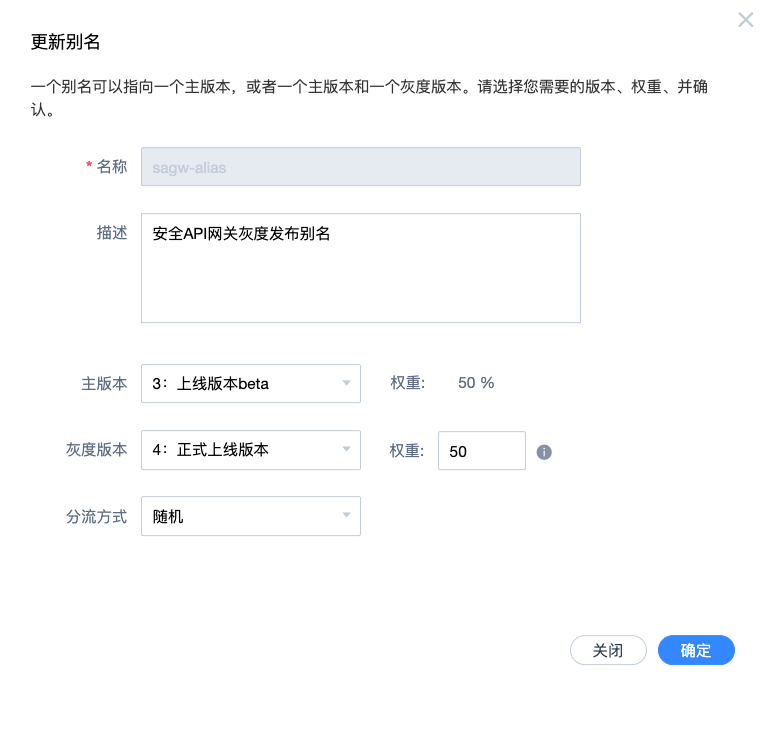 更新别名
一个别名可以指向一个主版本，或者一个主版本和一个灰度版本。请选择您需要的版本、权重、并确
认。
* 名称 sagw-alias
描述 安全API网关灰度发布别名
主版本 3：上线版本beta 权重: 50 %
灰度版本 4：正式上线版本 权重: 50
分流方式 随机
关闭 确定